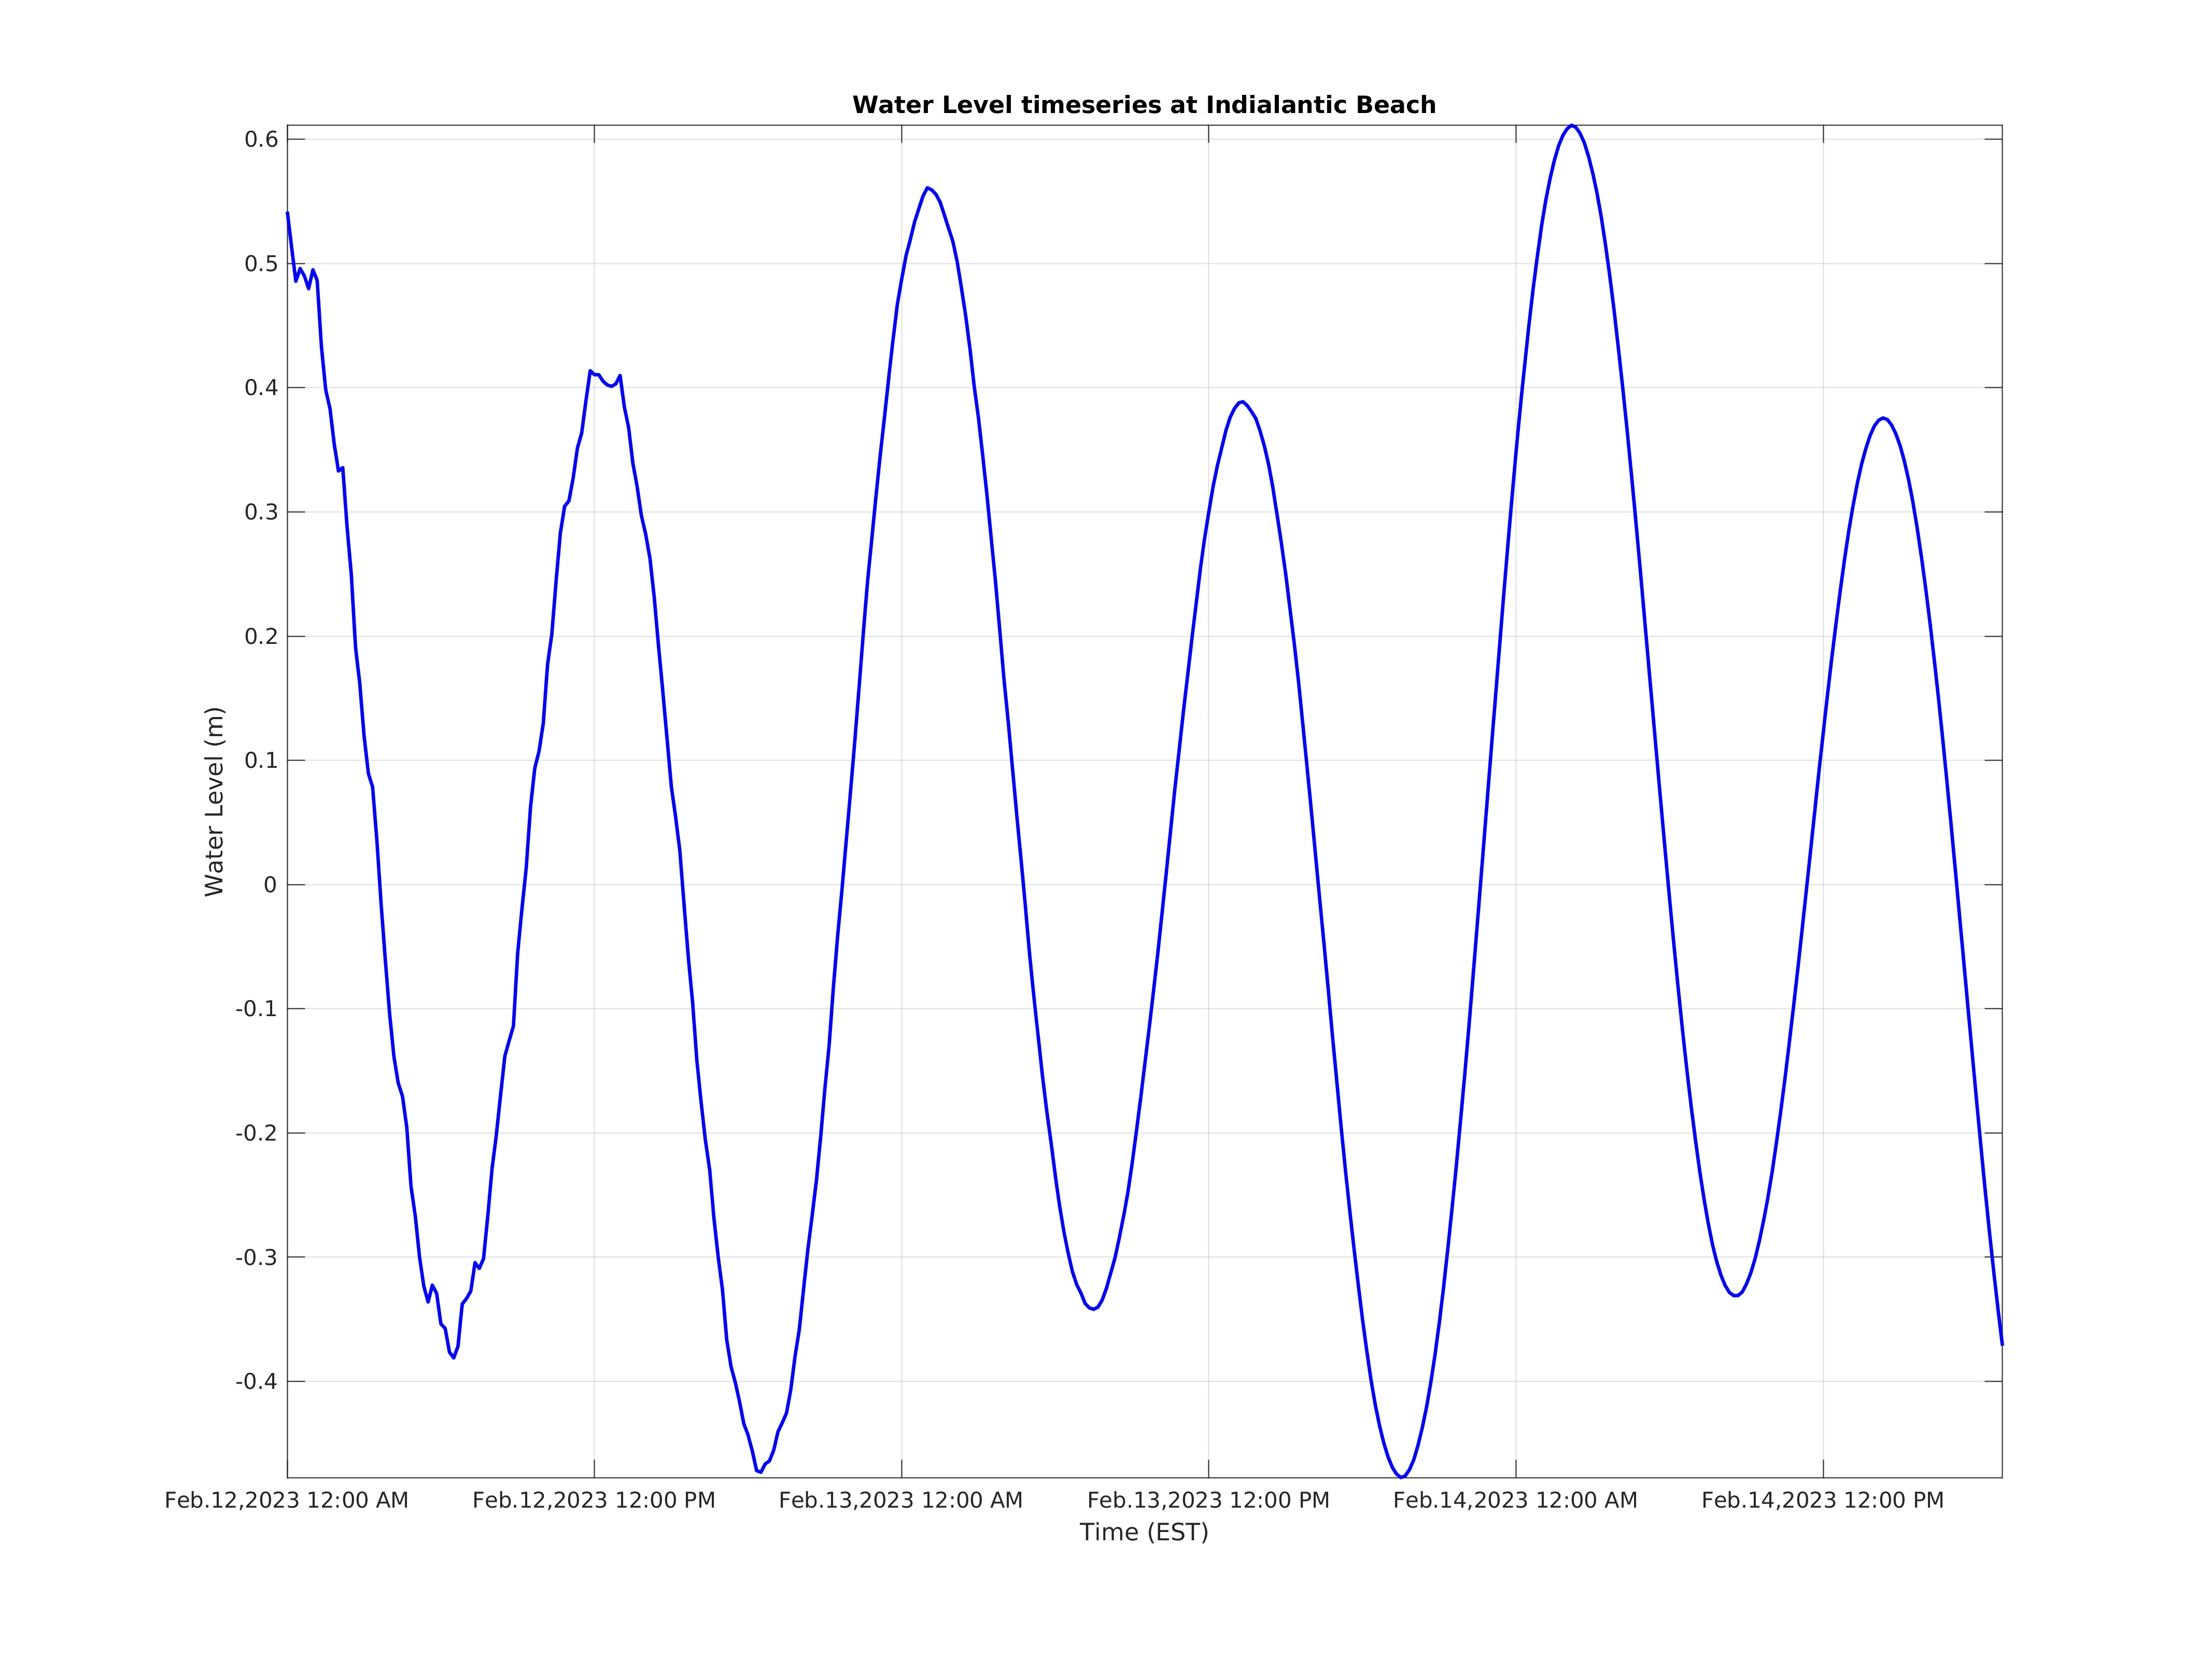 Water Level timeseries at Indialantic Beach
0.6
0.5
0.4
0.3
0.2
0.1
0
-0.1
-0.2
-0.3
-0.4
Water Level (m)
Feb.12,2023 12:00 AM Feb.12,2023 12:00 PM Feb.13,2023 12:00 AM Feb.13,2023 12:00 PM Feb.14,2023 12:00 AM Feb.14,2023 12:00 PM
Time (EST)